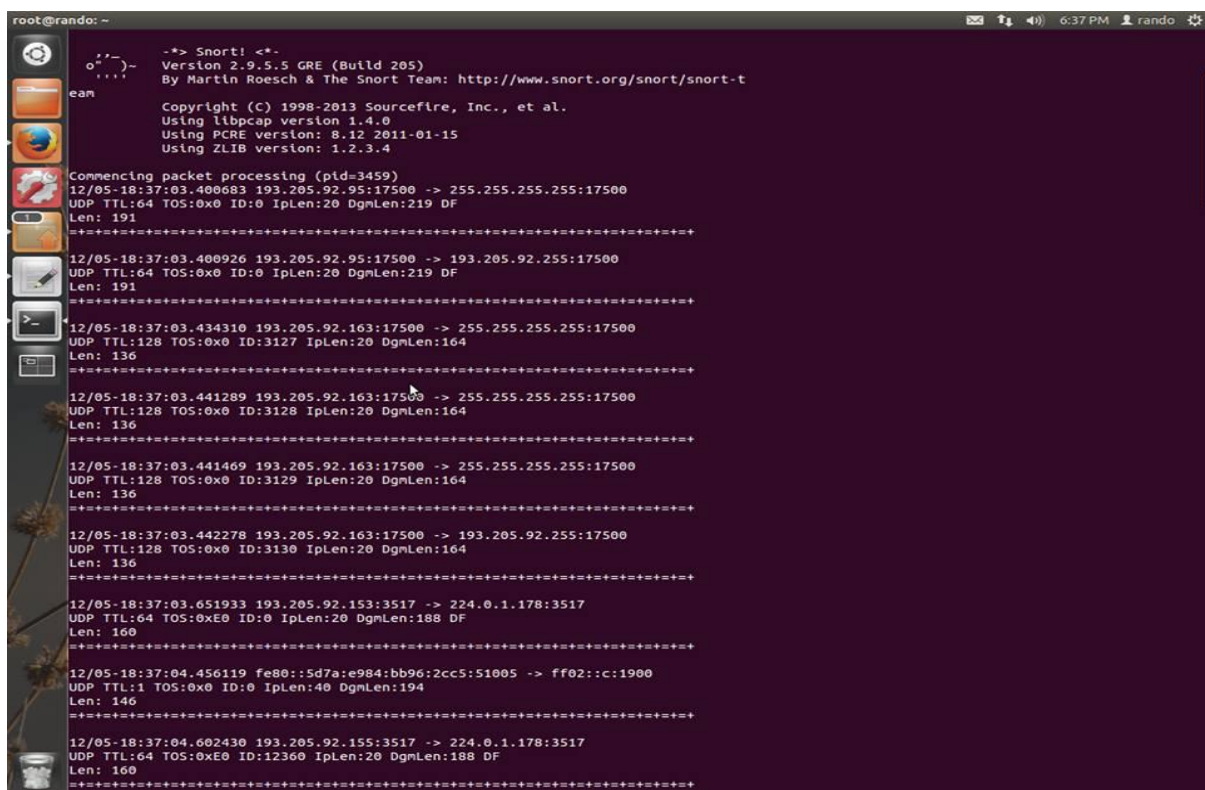 root@rando: ~
6:37 PM rando
,,_ -*> Snort! <*-
o" )~ Version 2.9.5.5 GRE (Build 205)
'''' By Martin Roesch & The Snort Team: http://www.snort.org/snort/snort-t
eam
Copyright (C) 1998-2013 Sourcefire, Inc., et al.
Using libpcap version 1.4.0
Using PCRE version: 8.12 2011-01-15
Using ZLIB version: 1.2.3.4
Commencing packet processing (pid=3459)
12/05-18:37:03.400683 193.205.92.95:17500 -> 255.255.255.255:17500
UDP TTL:64 TOS:0x0 ID:0 IpLen:20 DgmLen:219 DF
Len: 191
=+=+=+=+=+=+=+=+=+=+=+=+=+=+=+=+=+=+=+=+=+=+=+=+=+=+=+=+=+=+=+=+=+=+=+=+=+
12/05-18:37:03.400926 193.205.92.95:17500 -> 193.205.92.255:17500
UDP TTL:64 TOS:0x0 ID:0 IpLen:20 DgmLen:219 DF
Len: 191
=+=+=+=+=+=+=+=+=+=+=+=+=+=+=+=+=+=+=+=+=+=+=+=+=+=+=+=+=+=+=+=+=+=+=+=+=+
12/05-18:37:03.434310 193.205.92.163:17500 -> 255.255.255.255:17500
UDP TTL:128 TOS:0x0 ID:3127 IpLen:20 DgmLen:164
Len: 136
=+=+=+=+=+=+=+=+=+=+=+=+=+=+=+=+=+=+=+=+=+=+=+=+=+=+=+=+=+=+=+=+=+=+=+=+=+
12/05-18:37:03.441289 193.205.92.163:17500 -> 255.255.255.255:17500
UDP TTL:128 TOS:0x0 ID:3128 IpLen:20 DgmLen:164
Len: 136
=+=+=+=+=+=+=+=+=+=+=+=+=+=+=+=+=+=+=+=+=+=+=+=+=+=+=+=+=+=+=+=+=+=+=+=+=+
12/05-18:37:03.441469 193.205.92.163:17500 -> 255.255.255.255:17500
UDP TTL:128 TOS:0x0 ID:3129 IpLen:20 DgmLen:164
Len: 136
=+=+=+=+=+=+=+=+=+=+=+=+=+=+=+=+=+=+=+=+=+=+=+=+=+=+=+=+=+=+=+=+=+=+=+=+=+
12/05-18:37:03.442278 193.205.92.163:17500 -> 193.205.92.255:17500
UDP TTL:128 TOS:0x0 ID:3130 IpLen:20 DgmLen:164
Len: 136
=+=+=+=+=+=+=+=+=+=+=+=+=+=+=+=+=+=+=+=+=+=+=+=+=+=+=+=+=+=+=+=+=+=+=+=+=+
12/05-18:37:03.651933 193.205.92.153:3517 -> 224.0.1.178:3517
UDP TTL:64 TOS:0xE0 ID:0 IpLen:20 DgmLen:188 DF
Len: 160
=+=+=+=+=+=+=+=+=+=+=+=+=+=+=+=+=+=+=+=+=+=+=+=+=+=+=+=+=+=+=+=+=+=+=+=+=+
12/05-18:37:04.456119 fe80::5d7a:e984:bb96:2cc5:51005 -> ff02::c:1900
UDP TTL:1 TOS:0x0 ID:0 IpLen:40 DgmLen:194
Len: 146
=+=+=+=+=+=+=+=+=+=+=+=+=+=+=+=+=+=+=+=+=+=+=+=+=+=+=+=+=+=+=+=+=+=+=+=+=+
12/05-18:37:04.602430 193.205.92.155:3517 -> 224.0.1.178:3517
UDP TTL:64 TOS:0xE0 ID:12360 IpLen:20 DgmLen:188 DF
Len: 160
=+=+=+=+=+=+=+=+=+=+=+=+=+=+=+=+=+=+=+=+=+=+=+=+=+=+=+=+=+=+=+=+=+=+=+=+=+